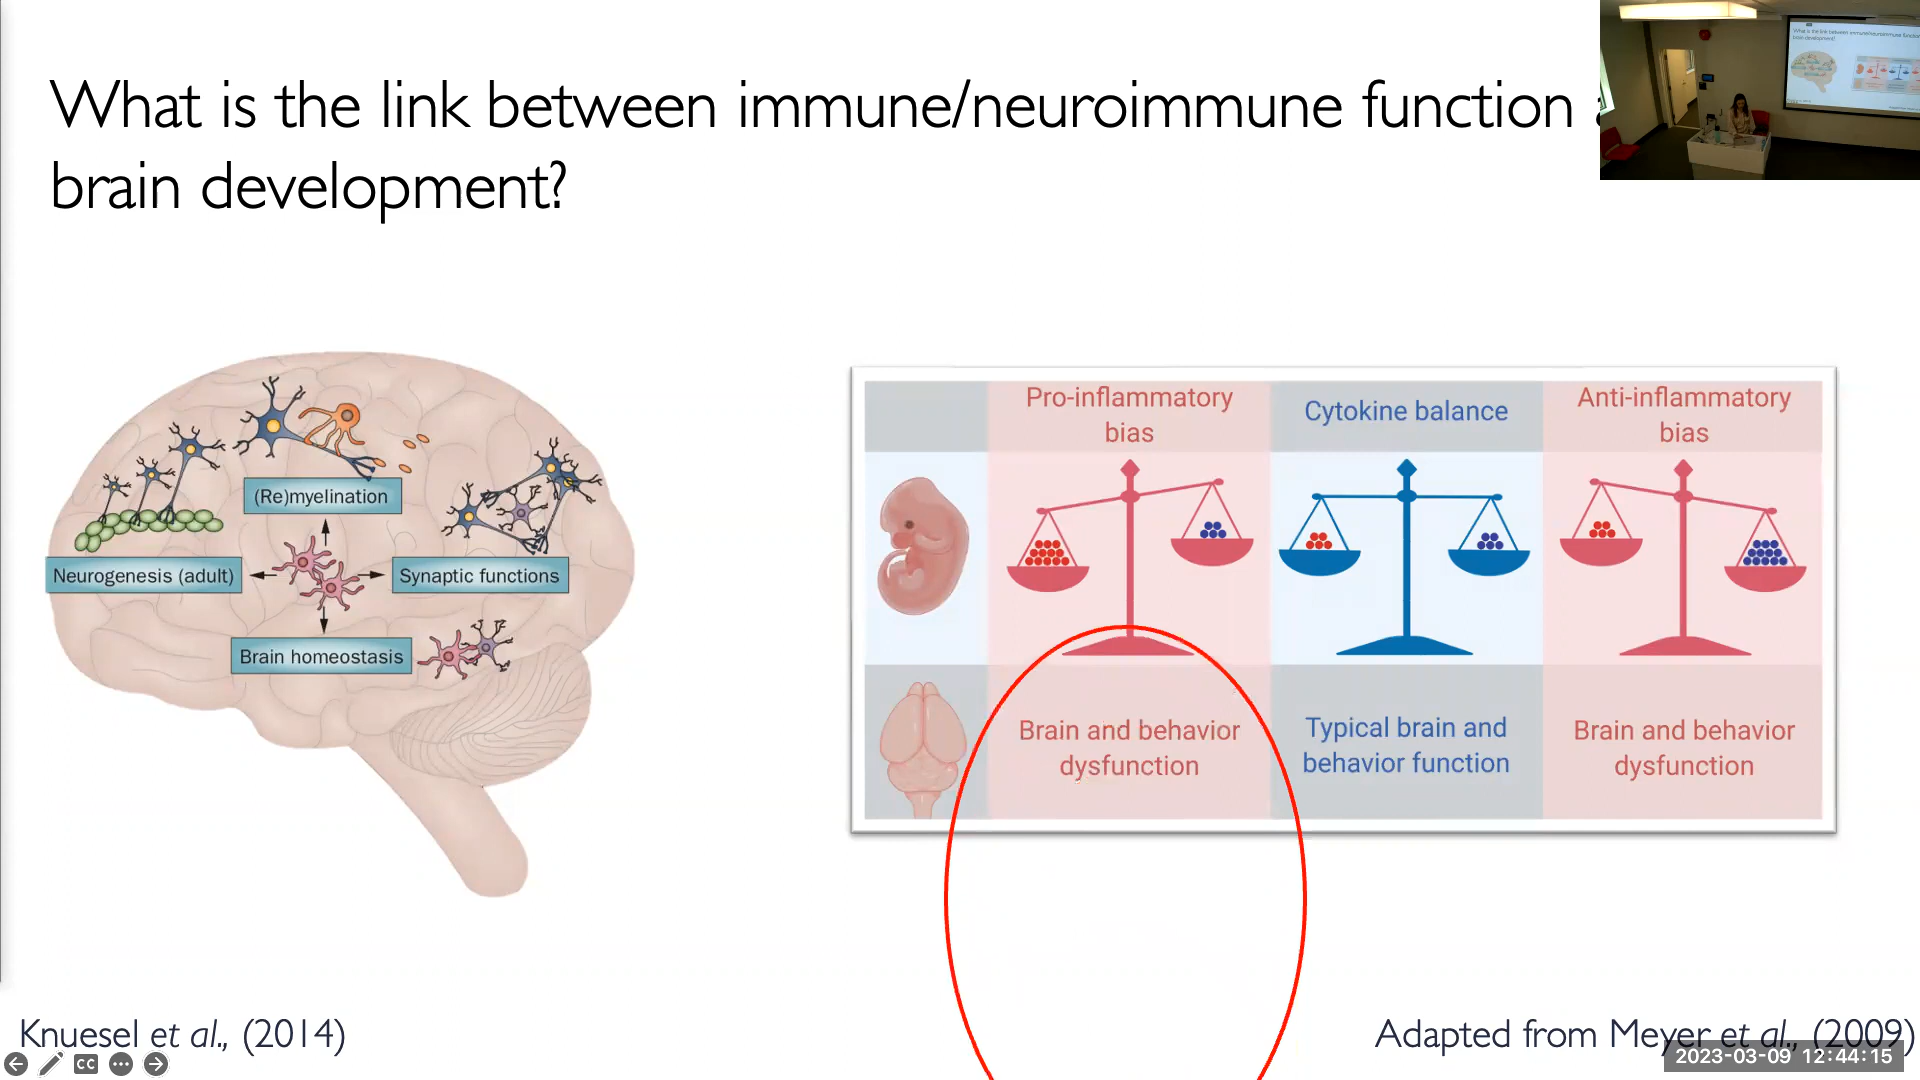 What is the link between immune/neuroimmune function
brain development?
(Re)myelination
Neurogenesis (adult)
Synaptic functions
Brain homeostasis
Pro-inflammatory
bias
Cytokine balance
Anti-inflammatory
bias
Brain and behavior
dysfunction
Typical brain and
behavior function
Brain and behavior
dysfunction
Knuesel et al., (2014)
Adapted from Meyer et al., (2009)
CC
2023-03-09 12:44:15